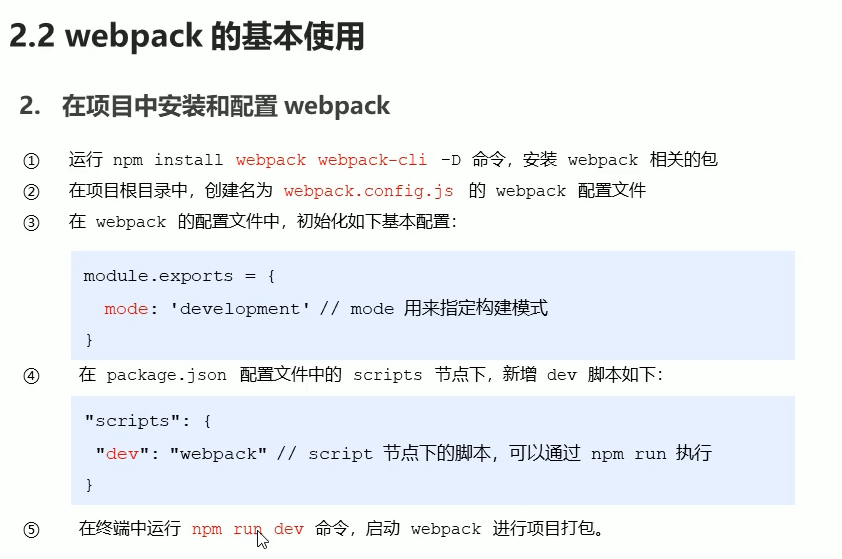 2.2 webpack 的基本使用
2. 在项目中安装和配置 webpack
① 运行 npm install webpack webpack-cli -D 命令，安装 webpack 相关的包
② 在项目根目录中，创建名为 webpack.config.js 的 webpack 配置文件
③ 在 webpack 的配置文件中，初始化如下基本配置：
module.exports = {
mode: 'development' // mode 用来指定构建模式
}
④ 在 package.json 配置文件中的 scripts 节点下，新增 dev 脚本如下：
"scripts": {
"dev": "webpack" // script 节点下的脚本，可以通过 npm run 执行
}
⑤ 在终端中运行 npm run dev 命令，启动 webpack 进行项目打包。